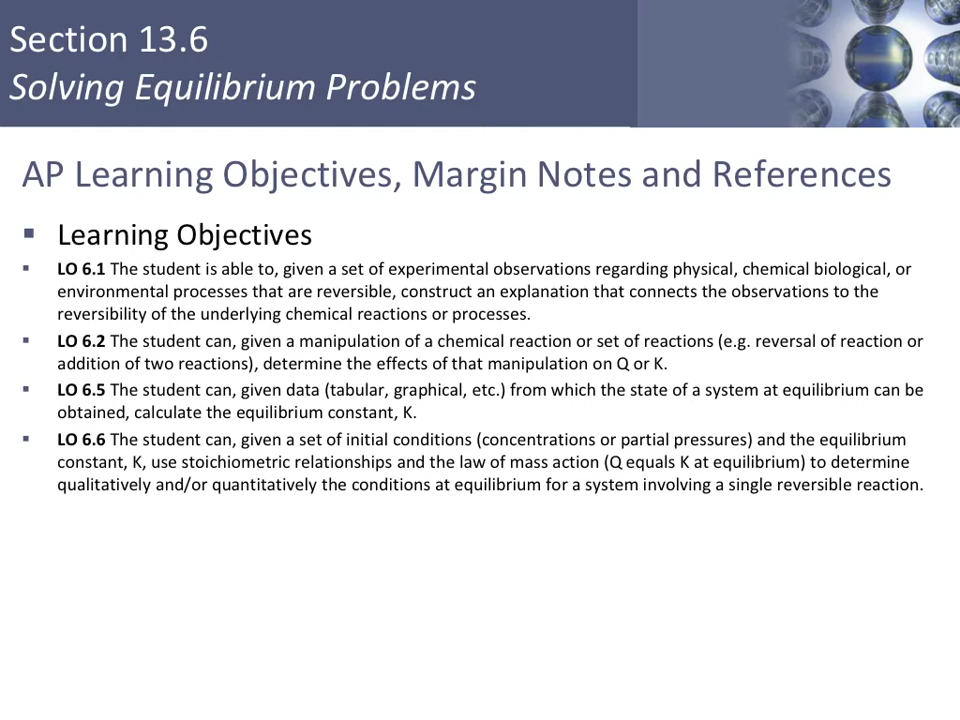 Section 13.6
Solving Equilibrium Problems
AP Learning Objectives, Margin Notes and References
Learning Objectives
LO 6.1 The student is able to, given a set of experimental observations regarding physical, chemical biological, or
environmental processes that are reversible, construct an explanation that connects the observations to the
reversibility of the underlying chemical reactions or processes.
LO 6.2 The student can, given a manipulation of a chemical reaction or set of reactions (e.g. reversal of reaction or
addition of two reactions), determine the effects of that manipulation on Q or K.
LO 6.5 The student can, given data (tabular, graphical, etc.) from which the state of a system at equilibrium can be
obtained, calculate the equilibrium constant, K.
LO 6.6 The student can, given a set of initial conditions (concentrations or partial pressures) and the equilibrium
constant, K, use stoichiometric relationships and the law of mass action (Q equals K at equilibrium) to determine
qualitatively and/or quantitatively the conditions at equilibrium for a system involving a single reversible reaction.